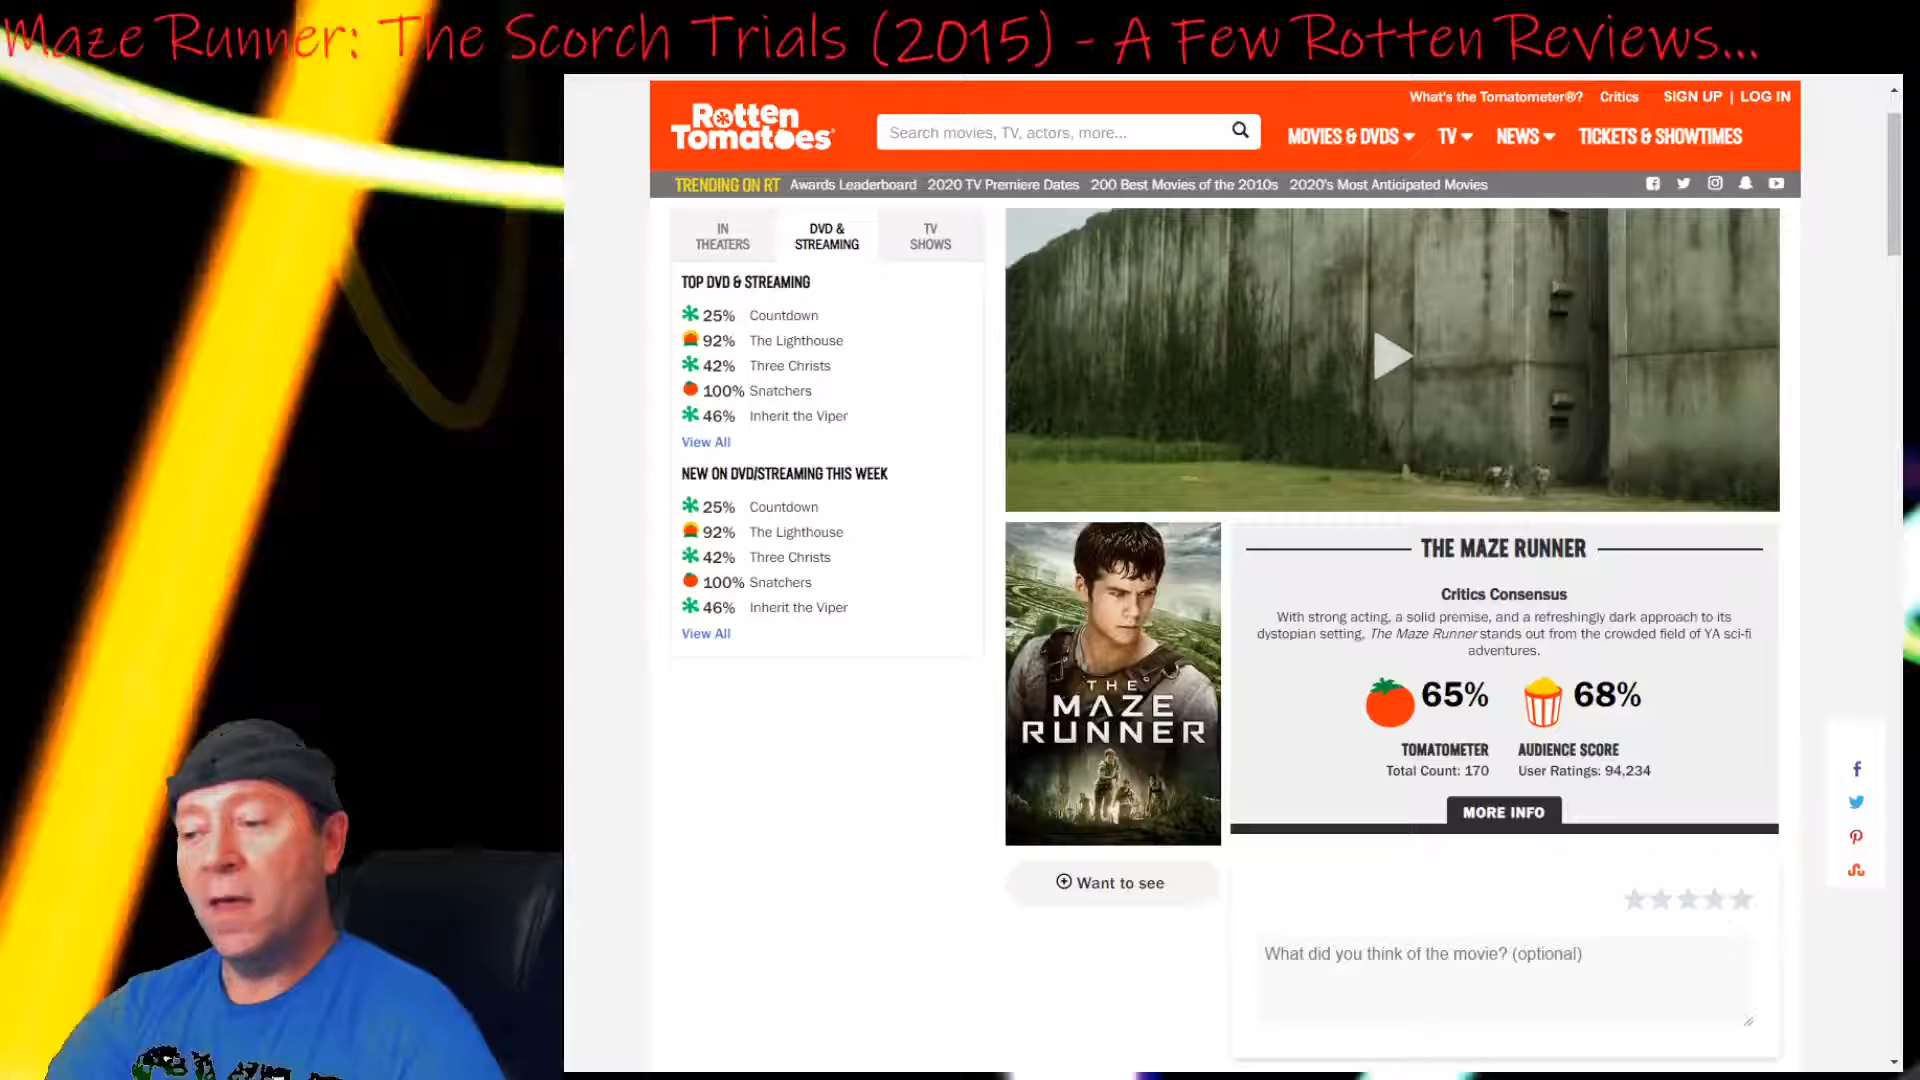 Maze Runner: The Scorch Trials (2015) - A Few Rotten Reviews...
What's the Tomatometer®? Critics SIGN UP | LOG IN
Rotten Tomatoes
Search movies, TV, actors, more...
MOVIES & DVDS TV NEWS TICKETS & SHOWTIMES
TRENDING ON RT Awards Leaderboard 2020 TV Premiere Dates 200 Best Movies of the 2010s 2020's Most Anticipated Movies
IN THEATERS
DVD & STREAMING
TV SHOWS
TOP DVD & STREAMING
25% Countdown
92% The Lighthouse
42% Three Christs
100% Snatchers
46% Inherit the Viper
View All
NEW ON DVD/STREAMING THIS WEEK
25% Countdown
92% The Lighthouse
42% Three Christs
100% Snatchers
46% Inherit the Viper
View All
THE
MAZE
RUNNER
Want to see
THE MAZE RUNNER
Critics Consensus
With strong acting, a solid premise, and a refreshingly dark approach to its
dystopian setting, The Maze Runner stands out from the crowded field of YA sci-fi
adventures.
65% 68%
TOMATOMETER AUDIENCE SCORE
Total Count: 170 User Ratings: 94,234
MORE INFO
What did you think of the movie? (optional)